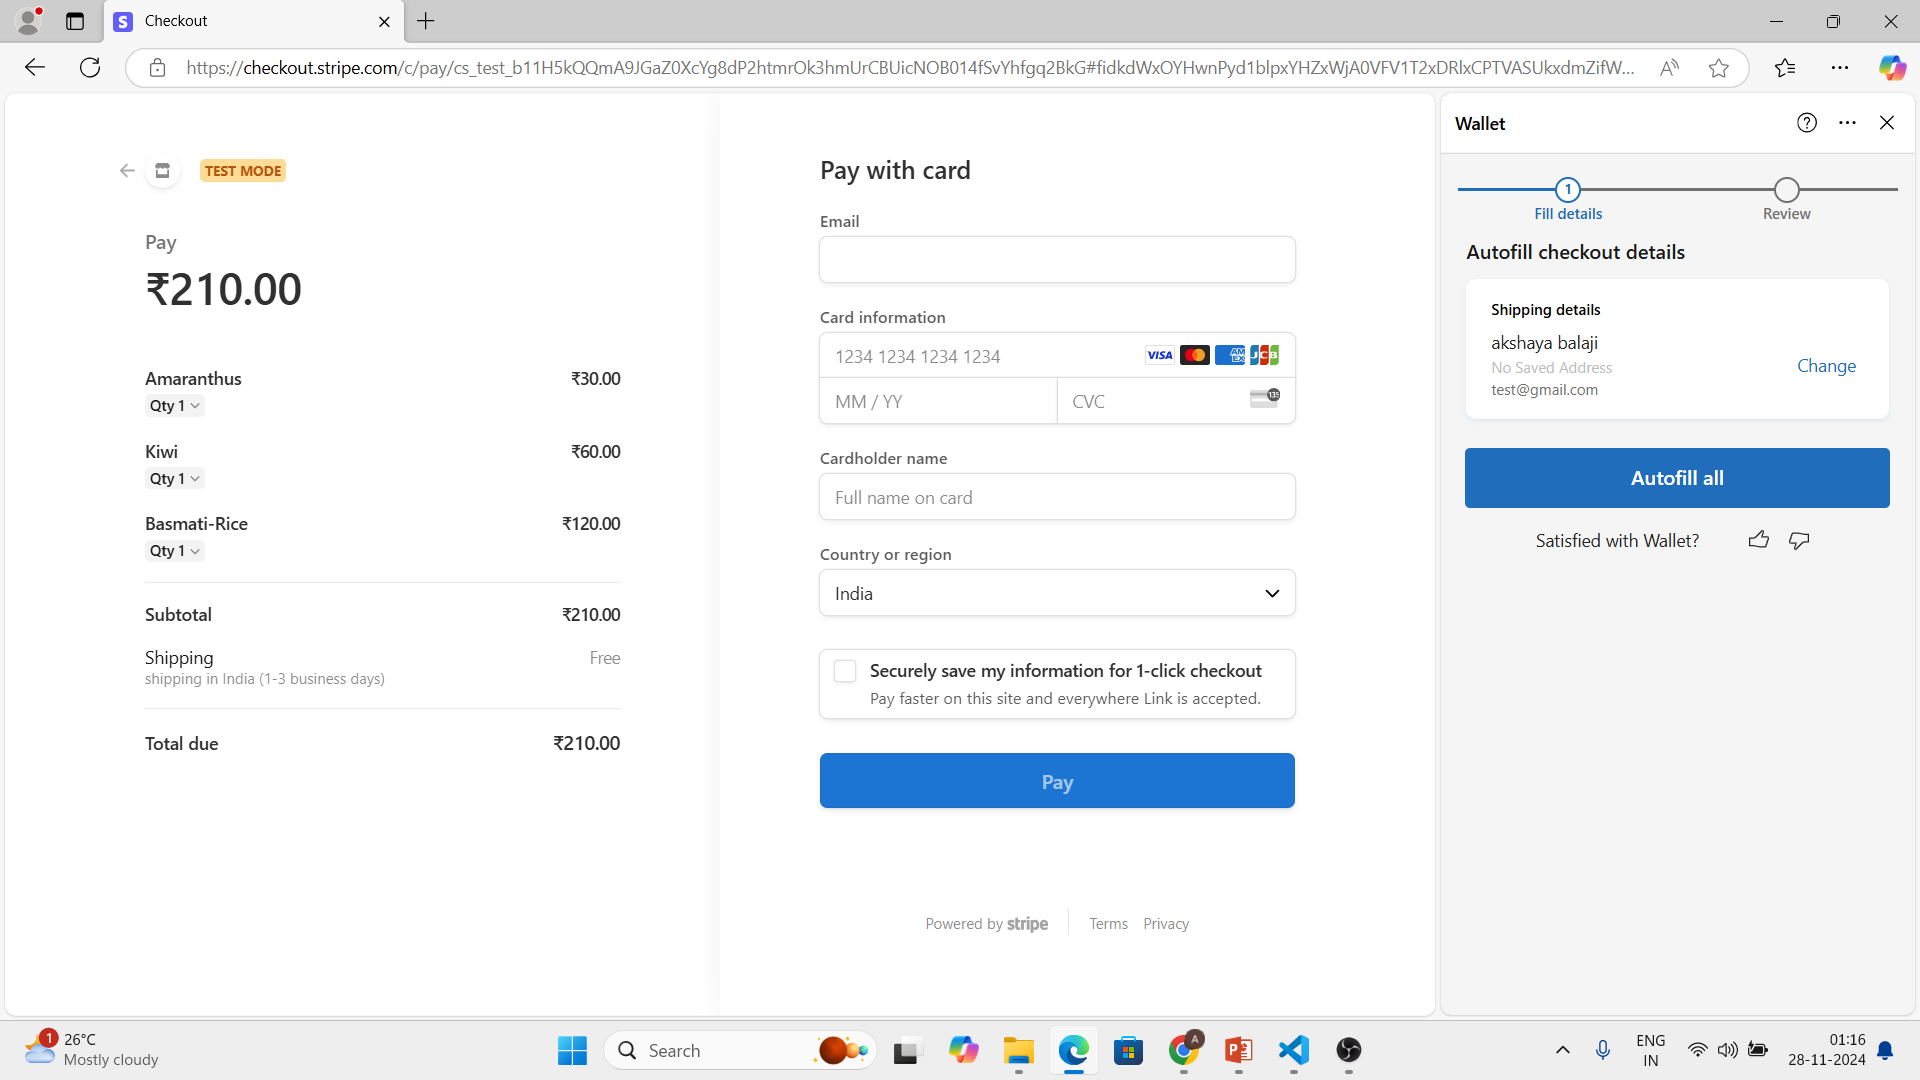 Checkout
https://checkout.stripe.com/c/pay/cs_test_b11H5kQQmA9JGaZ0XcYg8dP2htmrOk3hmUrCBUicNOB014fSvYhfgq2BkG#fidkdWxOYHwnPyd1blpxYHZxWjA0VFV1T2xDRlxCPTVASUkxdmZifW...
TEST MODE
Pay
₹210.00
Amaranthus ₹30.00
Qty 1
Kiwi ₹60.00
Qty 1
Basmati-Rice ₹120.00
Qty 1
Subtotal ₹210.00
Shipping Free
shipping in India (1-3 business days)
Total due ₹210.00
Pay with card
Email
Card information
1234 1234 1234 1234 VISA AM EX JCB
MM / YY CVC 135
Cardholder name
Full name on card
Country or region
India
Securely save my information for 1-click checkout
Pay faster on this site and everywhere Link is accepted.
Pay
Powered by stripe Terms Privacy
Wallet
1
Fill details Review
Autofill checkout details
Shipping details
akshaya balaji
No Saved Address
test@gmail.com
Change
Autofill all
Satisfied with Wallet?
1 26°C
Mostly cloudy
Search
A
ENG
IN
01:16
28-11-2024